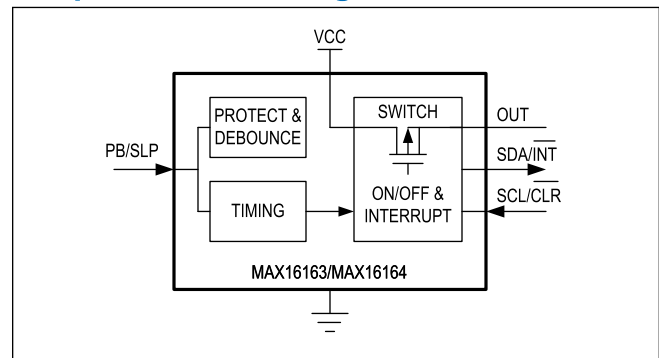 VCC
PROTECT &
DEBOUNCE
SWITCH
OUT
PB/SLP
SDA/INT
SCL/CLR
TIMING
ON/OFF &
INTERRUPT
MAX16163/MAX16164